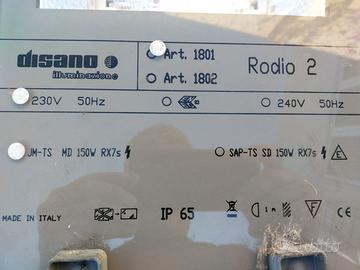 disano
illuminazione
Art. 1801
Art. 1802
Rodio 2
230V 50Hz
240V 50Hz
JM-TS MD 150W RX7s
SAP-TS SD 150W RX7s
E
MADE IN ITALY
IP 65
1 m
F